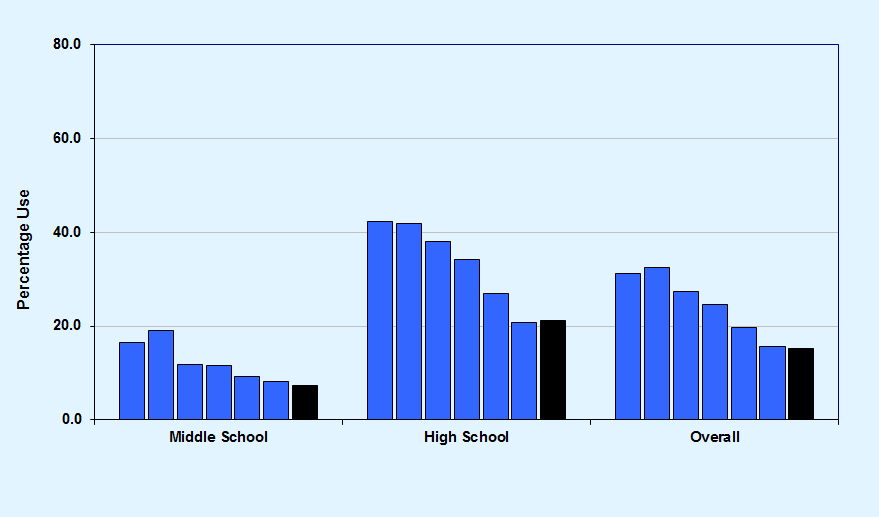 80.0
60.0
40.0
20.0
0.0
Percentage Use
Middle School
High School
Overall